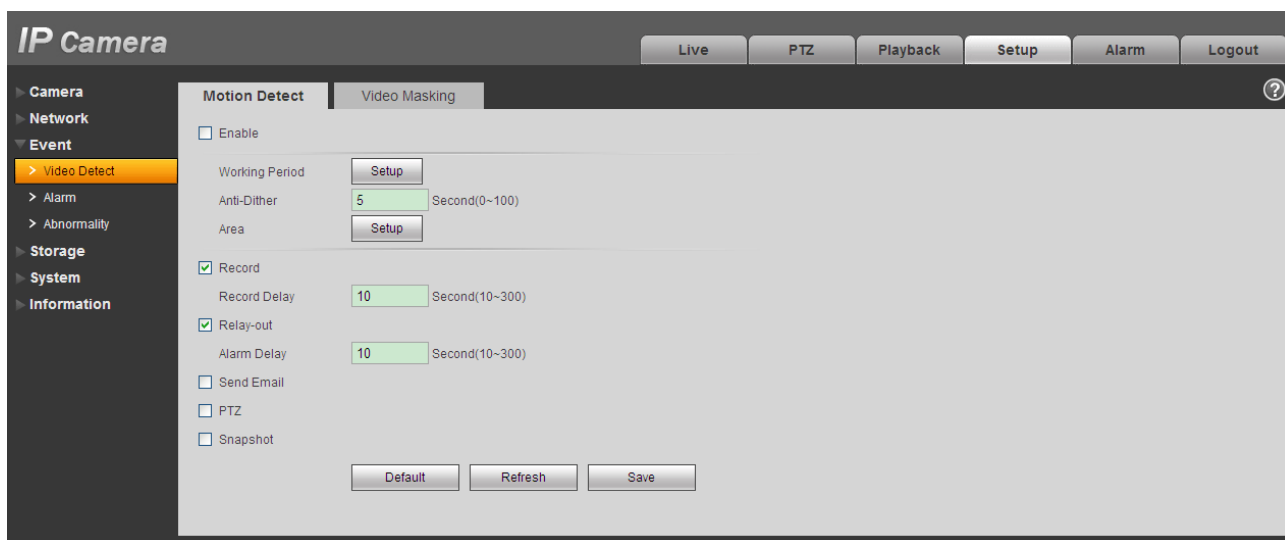 IP Camera
Live PTZ Playback Setup Alarm Logout
Camera
Network
Event
> Video Detect
> Alarm
> Abnormality
Storage
System
Information
Motion Detect Video Masking ?
Enable
Working Period Setup
Anti-Dither 5 Second(0~100)
Area Setup
Record
Record Delay 10 Second(10~300)
Relay-out
Alarm Delay 10 Second(10~300)
Send Email
PTZ
Snapshot
Default Refresh Save